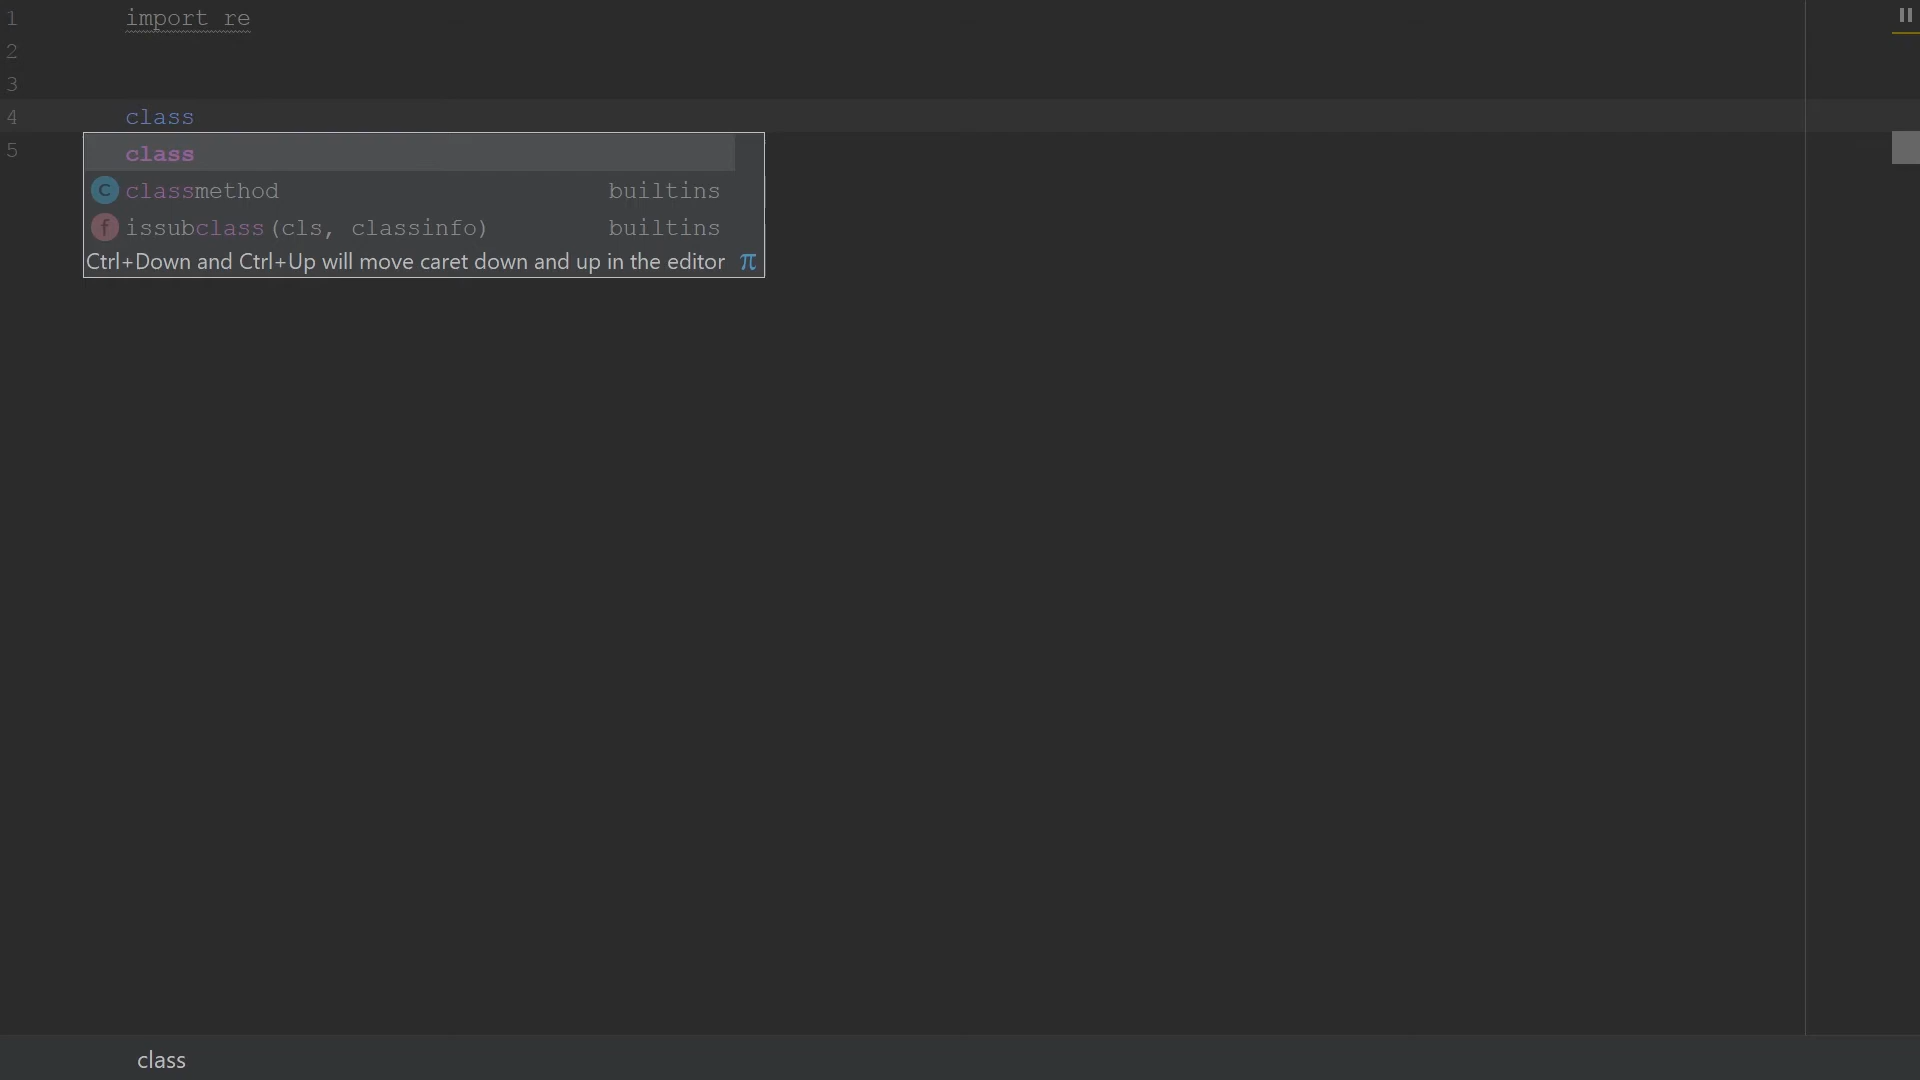 1 import re
2
3
4 class
class
C classmethod builtins
f issubclass(cls, classinfo) builtins
Ctrl+Down and Ctrl+Up will move caret down and up in the editor π
5
class